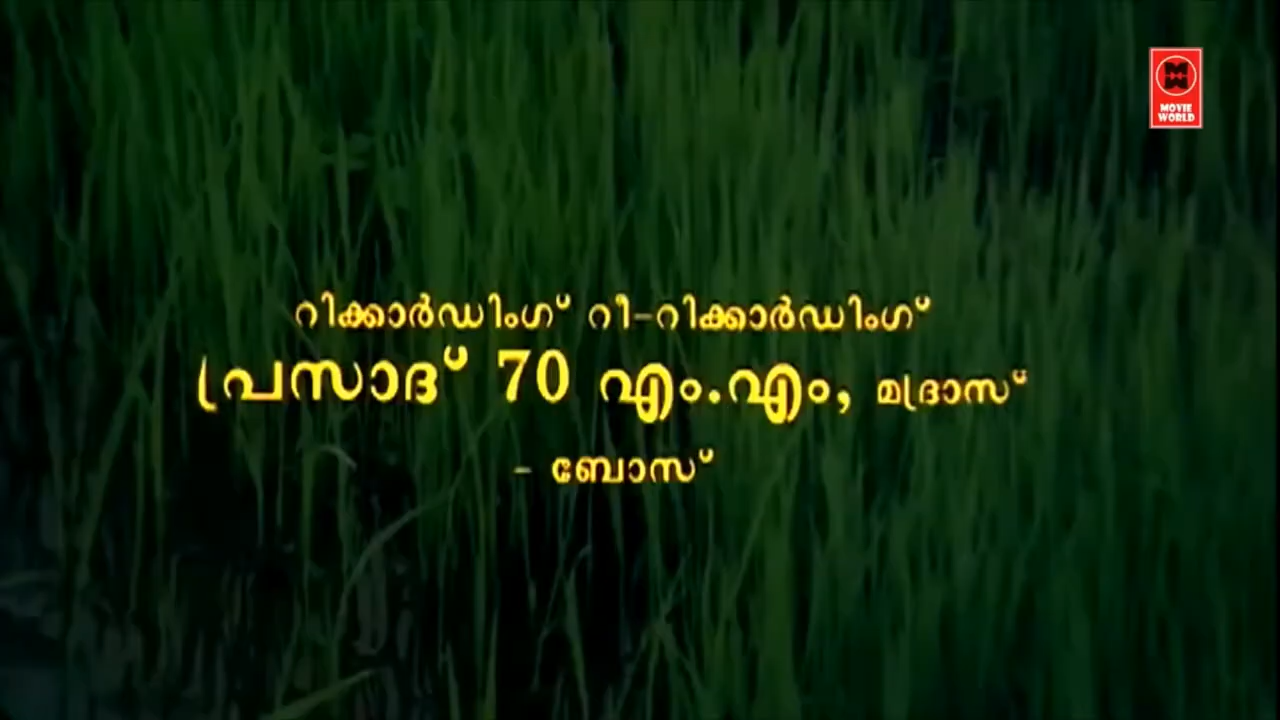 MOVIE
WORLD
റിക്കാർഡിംഗ് റീ-റിക്കാർഡിംഗ്
പ്രസാദ് 70 എം.എം, മദ്രാസ്
- ബോസ്